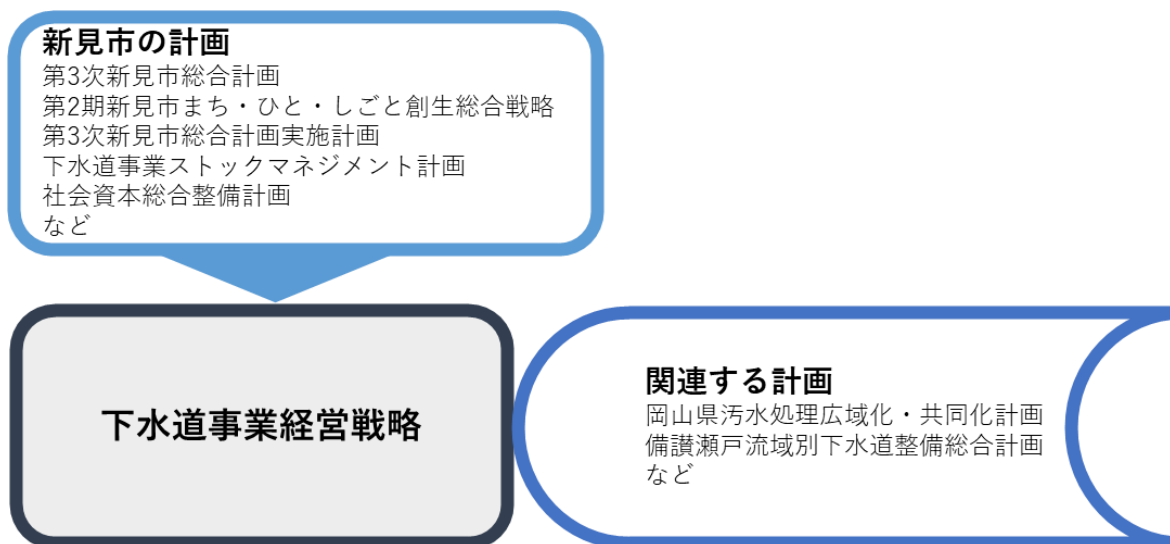 新見市の計画
第3次新見市総合計画
第2期新見市まち・ひと・しごと創生総合戦略
第3次新見市総合計画実施計画
下水道事業ストックマネジメント計画
社会資本総合整備計画
など
下水道事業経営戦略
関連する計画
岡山県汚水処理広域化・共同化計画
備讃瀬戸流域別下水道整備総合計画
など